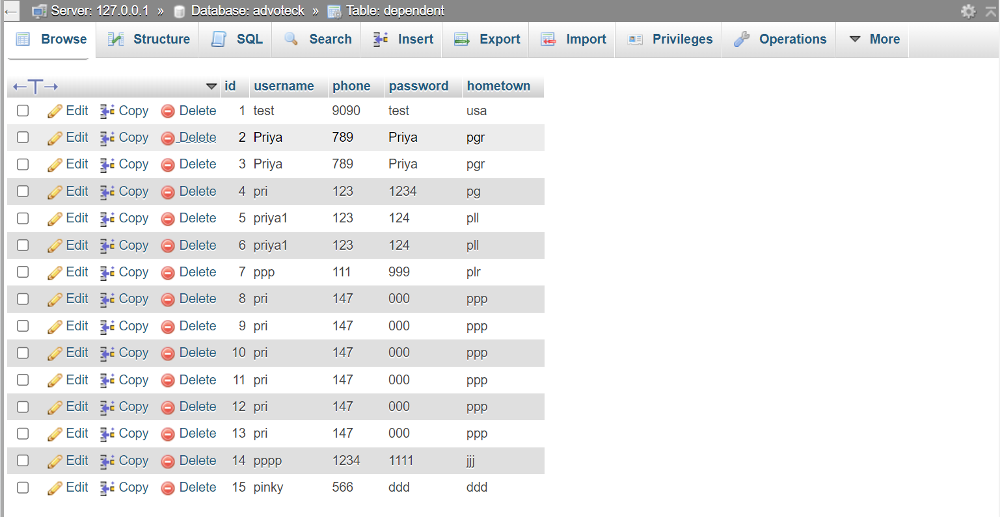 Server: 127.0.0.1 » Database: advoteck » Table: dependent
Browse Structure SQL Search Insert Export Import Privileges Operations More
←T→ id username phone password hometown
Edit Copy Delete 1 test 9090 test usa
Edit Copy Delete 2 Priya 789 Priya pgr
Edit Copy Delete 3 Priya 789 Priya pgr
Edit Copy Delete 4 pri 123 1234 pg
Edit Copy Delete 5 priya1 123 124 pll
Edit Copy Delete 6 priya1 123 124 pll
Edit Copy Delete 7 ppp 111 999 plr
Edit Copy Delete 8 pri 147 000 ppp
Edit Copy Delete 9 pri 147 000 ppp
Edit Copy Delete 10 pri 147 000 ppp
Edit Copy Delete 11 pri 147 000 ppp
Edit Copy Delete 12 pri 147 000 ppp
Edit Copy Delete 13 pri 147 000 ppp
Edit Copy Delete 14 pppp 1234 1111 jjj
Edit Copy Delete 15 pinky 566 ddd ddd